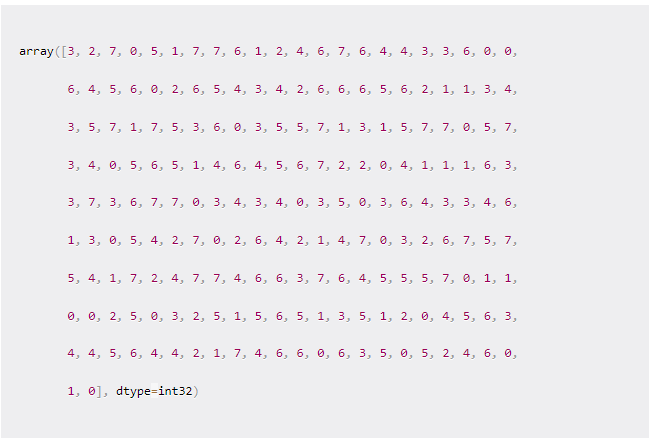 array([3, 2, 7, 0, 5, 1, 7, 7, 6, 1, 2, 4, 6, 7, 6, 4, 4, 3, 3, 6, 0, 0,
6, 4, 5, 6, 0, 2, 6, 5, 4, 3, 4, 2, 6, 6, 6, 5, 6, 2, 1, 1, 3, 4,
3, 5, 7, 1, 7, 5, 3, 6, 0, 3, 5, 5, 7, 1, 3, 1, 5, 7, 7, 0, 5, 7,
3, 4, 0, 5, 6, 5, 1, 4, 6, 4, 5, 6, 7, 2, 2, 0, 4, 1, 1, 1, 6, 3,
3, 7, 3, 6, 7, 7, 0, 3, 4, 3, 4, 0, 3, 5, 0, 3, 6, 4, 3, 3, 4, 6,
1, 3, 0, 5, 4, 2, 7, 0, 2, 6, 4, 2, 1, 4, 7, 0, 3, 2, 6, 7, 5, 7,
5, 4, 1, 7, 2, 4, 7, 7, 4, 6, 6, 3, 7, 6, 4, 5, 5, 5, 7, 0, 1, 1,
0, 0, 2, 5, 0, 3, 2, 5, 1, 5, 6, 5, 1, 3, 5, 1, 2, 0, 4, 5, 6, 3,
4, 4, 5, 6, 4, 4, 2, 1, 7, 4, 6, 6, 0, 6, 3, 5, 0, 5, 2, 4, 6, 0,
1, 0], dtype=int32)